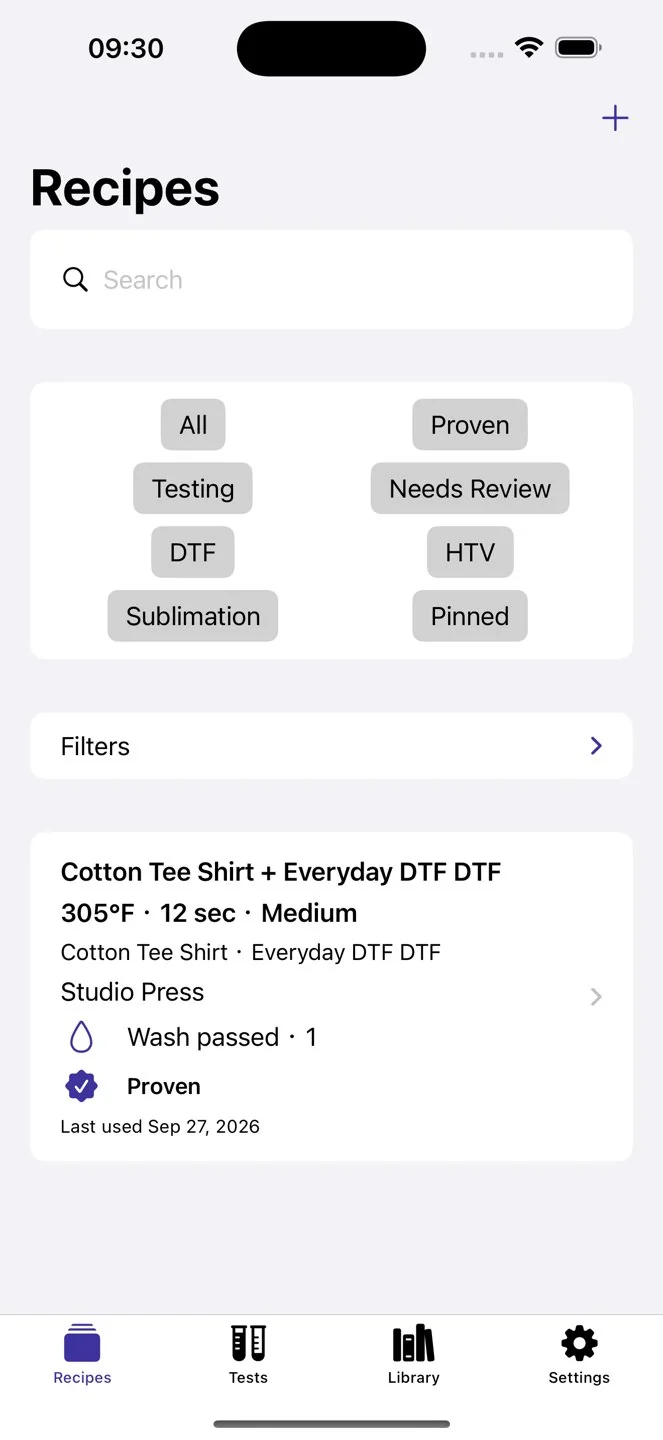 09:30
Recipes
Search
All
Proven
Testing
Needs Review
DTF
HTV
Sublimation
Pinned
Filters
Cotton Tee Shirt + Everyday DTF DTF
305°F · 12 sec · Medium
Cotton Tee Shirt · Everyday DTF DTF
Studio Press
Wash passed · 1
Proven
Last used Sep 27, 2026
Recipes
Tests
Library
Settings